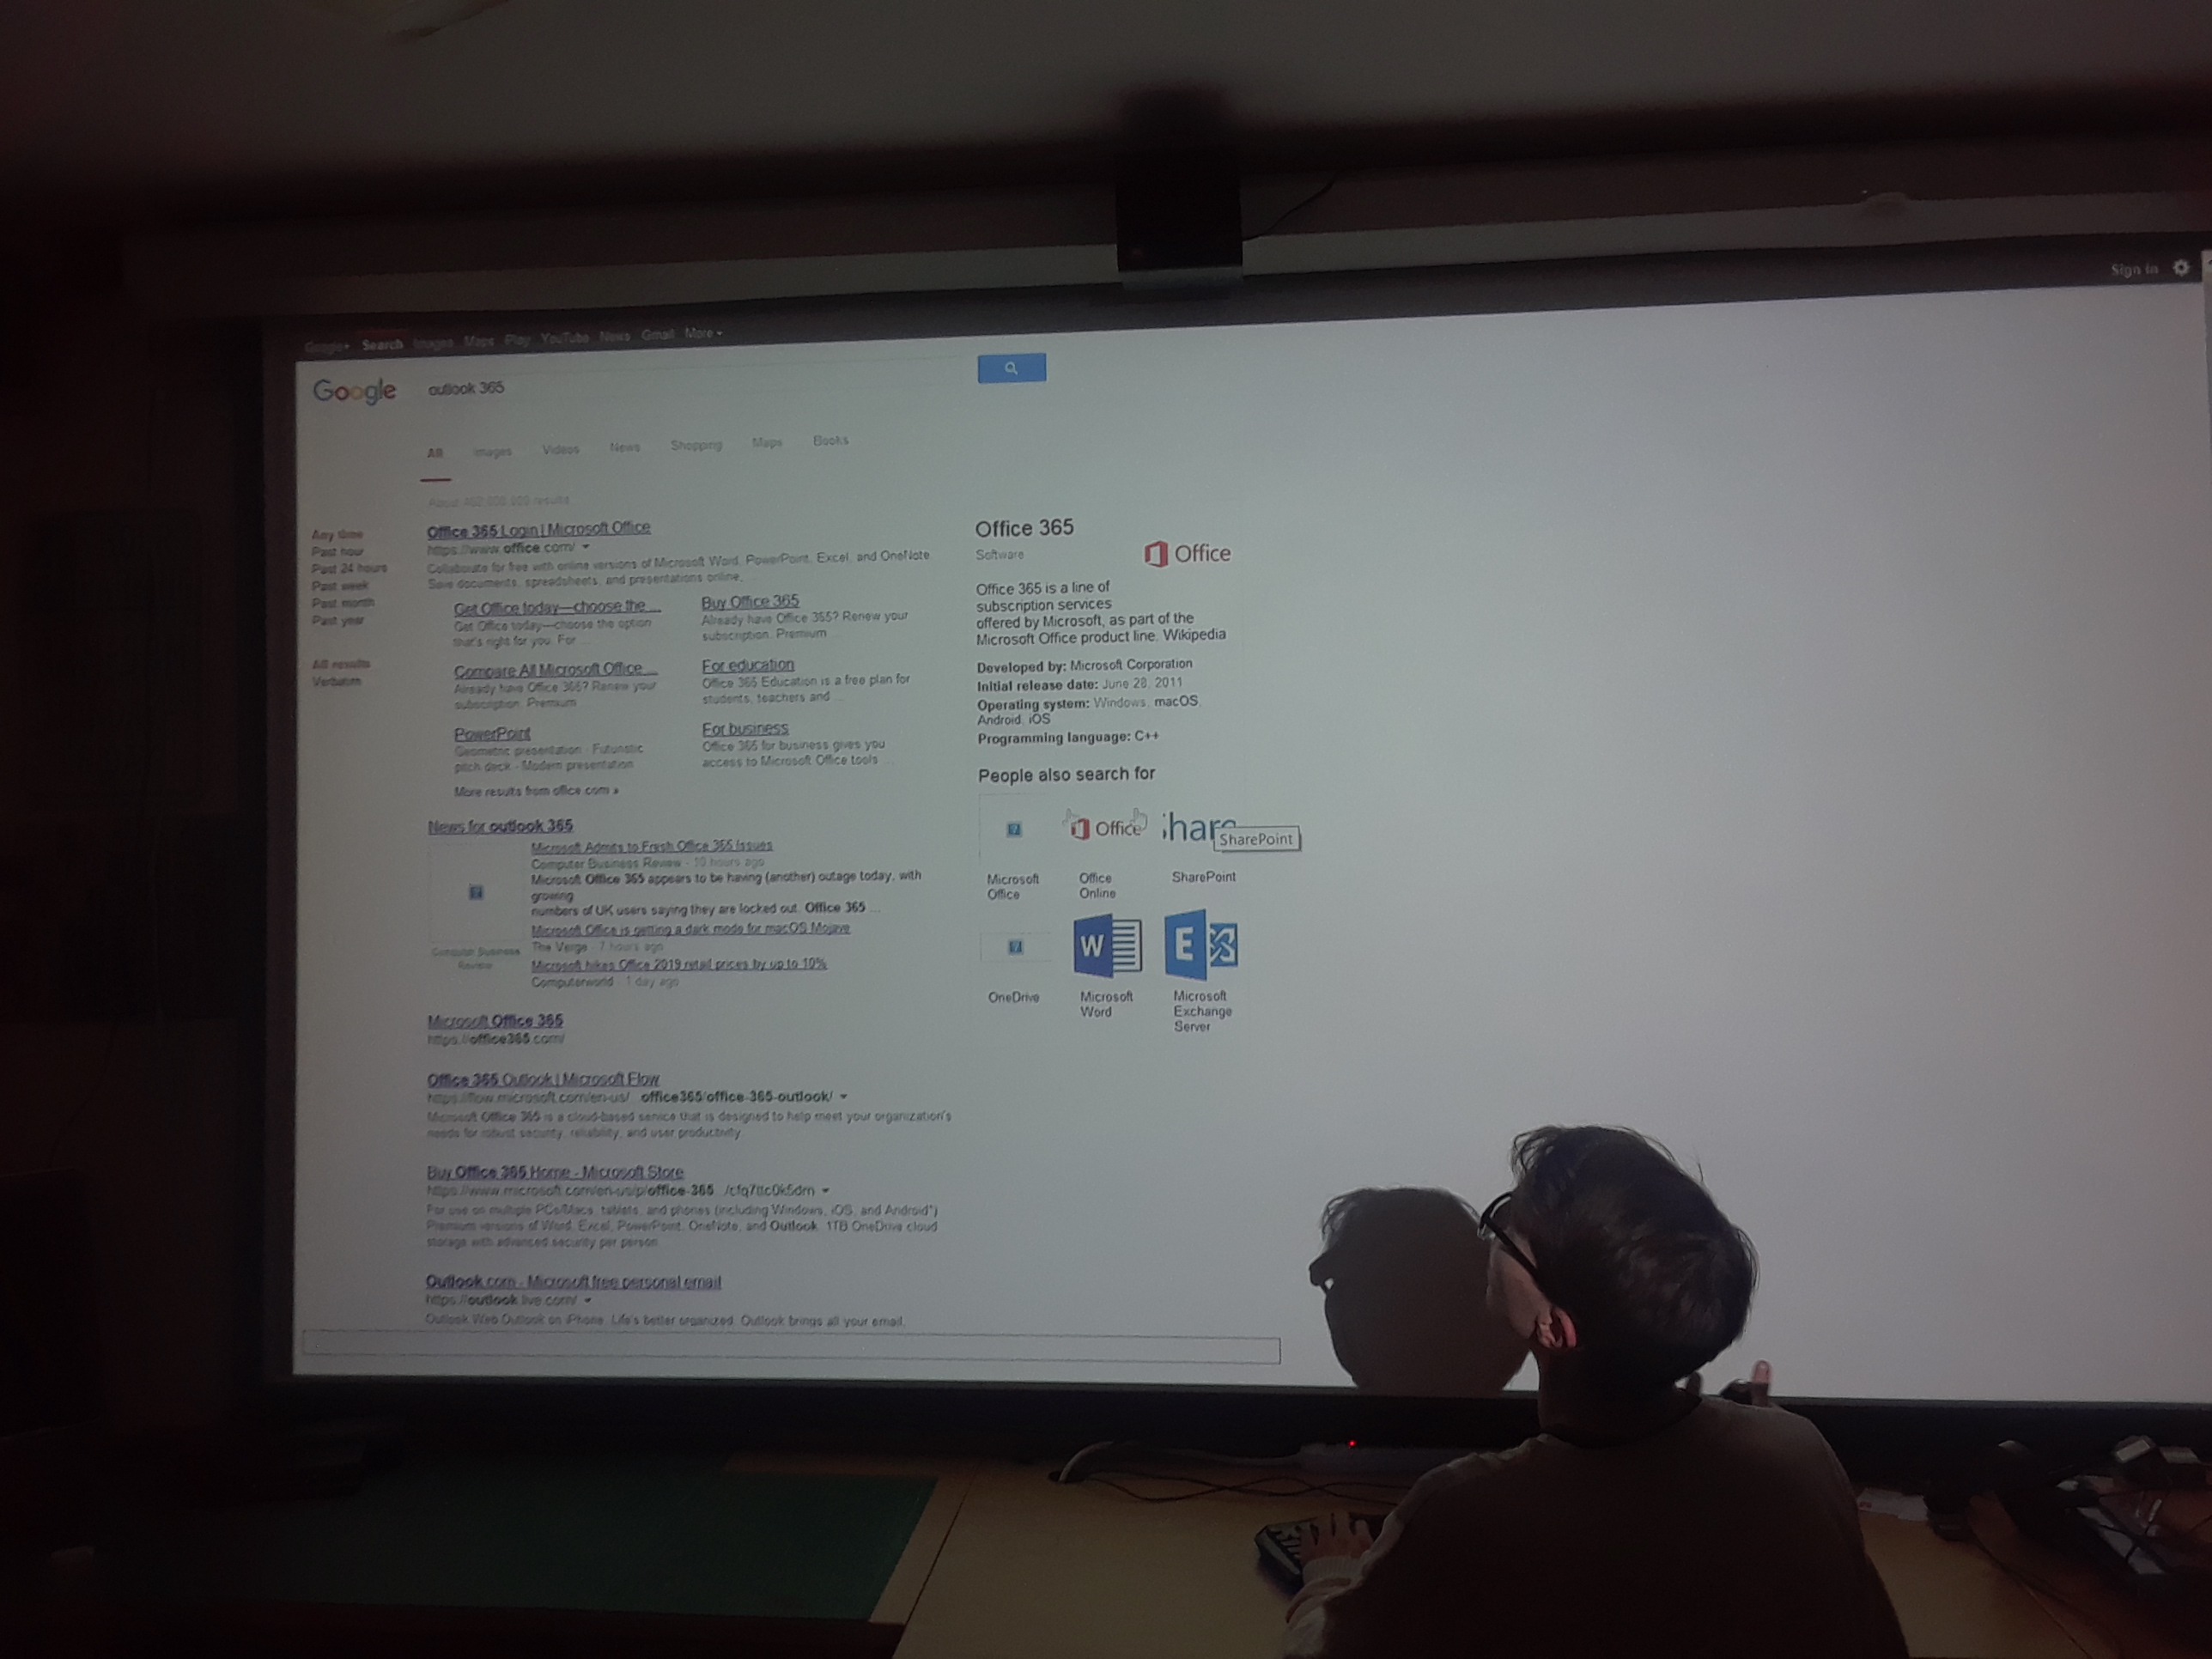 Google+ Search Images Maps Play YouTube News Gmail More
Sign in
Google
outlook 365
All Images Videos News Shopping Maps Books
Any time
Past hour
Past 24 hours
Past week
Past month
Past year
All results
Verbatim
Office 365 Login | Microsoft Office
https://www.office.com/
Collaborate for free with online versions of Microsoft Word, PowerPoint, Excel, and OneNote.
Save documents, spreadsheets, and presentations online,
Get Office today—choose the ...
Get Office today—choose the option
that's right for you. For ...
Buy Office 365
Already have Office 365? Renew your
subscription. Premium ...
Compare All Microsoft Office ...
Already have Office 365? Renew your
subscription. Premium
For education
Office 365 Education is a free plan for
students, teachers and ...
PowerPoint
Geometric presentation · Futuristic
pitch deck · Modern presentation
For business
Office 365 for business gives you
access to Microsoft Office tools ...
More results from office.com »
News for outlook 365
Microsoft Admits to Fresh Office 365 Issues
Computer Business Review - hours ago
Microsoft Office 365 appears to be having (another) outage today, with
growing
numbers of UK users saying they are locked out. Office 365 ...
Microsoft Office is getting a dark mode for macOS Mojave
The Verge - 7 hours ago
Microsoft hikes Office 2019 retail prices by up to 10%
Computerworld - 1 day ago
Computer Business
Review
Microsoft Office 365
https://office365.com/
Office 365 Outlook | Microsoft Flow
https://flow.microsoft.com/en-us/...office365/office-365-outlook/
Microsoft Office 365 is a cloud-based service that is designed to help meet your organization's
needs for robust security, reliability, and user productivity.
Buy Office 365 Home - Microsoft Store
https://www.microsoft.com/en-us/p/office-365.../cfq7ttc0k5dm
For use on multiple PCs/Macs, tablets, and phones (including Windows, iOS, and Android*)
Premium versions of Word, Excel, PowerPoint, OneNote, and Outlook. 1TB OneDrive cloud
storage with advanced security per person
Outlook.com - Microsoft free personal email
https://outlook.live.com/
Outlook Web Outlook on iPhone. Life's better organized. Outlook brings all your email,
Office 365
Software
Office
Office 365 is a line of
subscription services
offered by Microsoft, as part of the
Microsoft Office product line. Wikipedia
Developed by: Microsoft Corporation
Initial release date: June 28, 2011
Operating system: Windows, macOS,
Android, iOS
Programming language: C++
People also search for
Office
hare
SharePoint
Microsoft
Office
Office
Online
SharePoint
W
E
OneDrive
Microsoft
Word
Microsoft
Exchange
Server